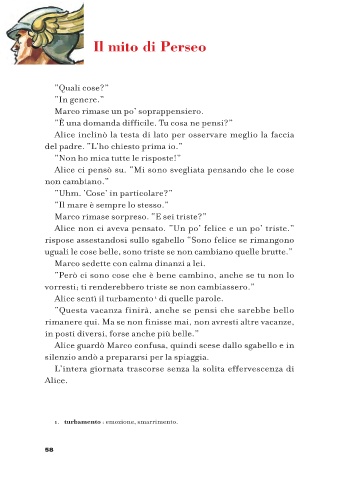 Il mito di Perseo
"Quali cose?"
"In genere."
Marco rimase un po' soprappensiero.
"È una domanda difficile. Tu cosa ne pensi?"
Alice inclinò la testa di lato per osservare meglio la faccia
del padre. "L'ho chiesto prima io."
"Non ho mica tutte le risposte!"
Alice ci pensò su. "Mi sono svegliata pensando che le cose
non cambiano."
"Uhm. 'Cose' in particolare?"
"Il mare è sempre lo stesso."
Marco rimase sorpreso. "E sei triste?"
Alice non ci aveva pensato. "Un po' felice e un po' triste."
rispose assestandosi sullo sgabello "Sono felice se rimangono
uguali le cose belle, sono triste se non cambiano quelle brutte."
Marco sedette con calma dinanzi a lei.
"Però ci sono cose che è bene cambino, anche se tu non lo
vorresti; ti renderebbero triste se non cambiassero."
Alice sentì il turbamento¹ di quelle parole.
"Questa vacanza finirà, anche se pensi che sarebbe bello
rimanere qui. Ma se non finisse mai, non avresti altre vacanze,
in posti diversi, forse anche più belle."
Alice guardò Marco confusa, quindi scese dallo sgabello e in
silenzio andò a prepararsi per la spiaggia.
L'intera giornata trascorse senza la solita effervescenza di
Alice.
1. turbamento : emozione, smarrimento.
58